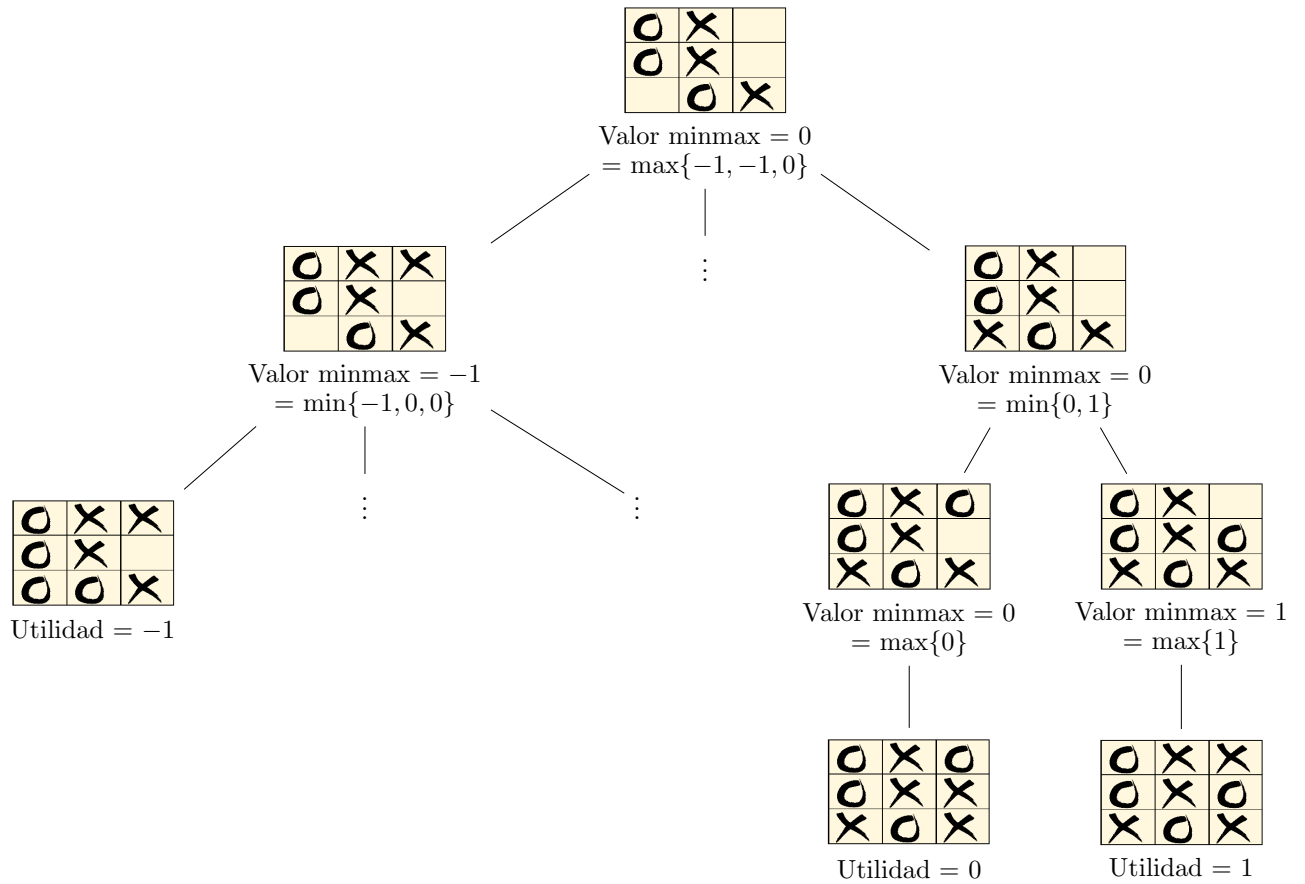 O X
O X
O X
Valor minmax = 0
= max{−1, −1, 0}
O X X
O X
O X
Valor minmax = −1
= min{−1, 0, 0}
⋮
O X
O X
X O X
Valor minmax = 0
= min{0, 1}
O X X
O X
O O X
Utilidad = −1
⋮
⋮
O X O
O X
X O X
Valor minmax = 0
= max{0}
O X
O X O
X O X
Valor minmax = 1
= max{1}
O X O
O X X
X O X
Utilidad = 0
O X X
O X O
X O X
Utilidad = 1